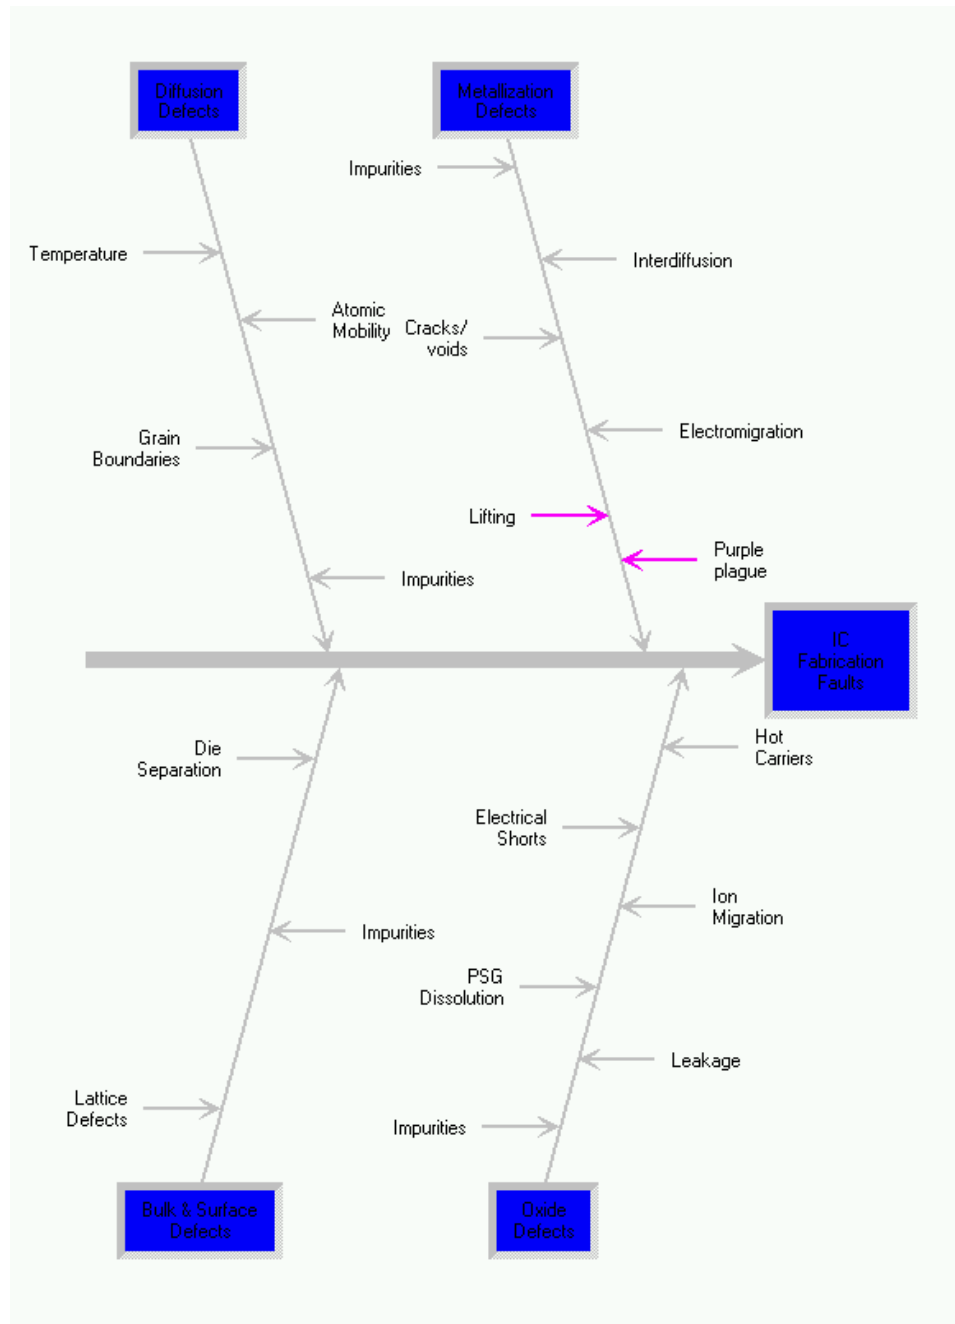 Diffusion
Defects
Metallization
Defects
Impurities
Temperature
Interdiffusion
Atomic
Mobility
Cracks/
voids
Grain
Boundaries
Electromigration
Lifting
Purple
plague
Impurities
IC
Fabrication
Faults
Die
Separation
Hot
Carriers
Electrical
Shorts
Impurities
Ion
Migration
PSG
Dissolution
Leakage
Lattice
Defects
Impurities
Bulk & Surface
Defects
Oxide
Defects